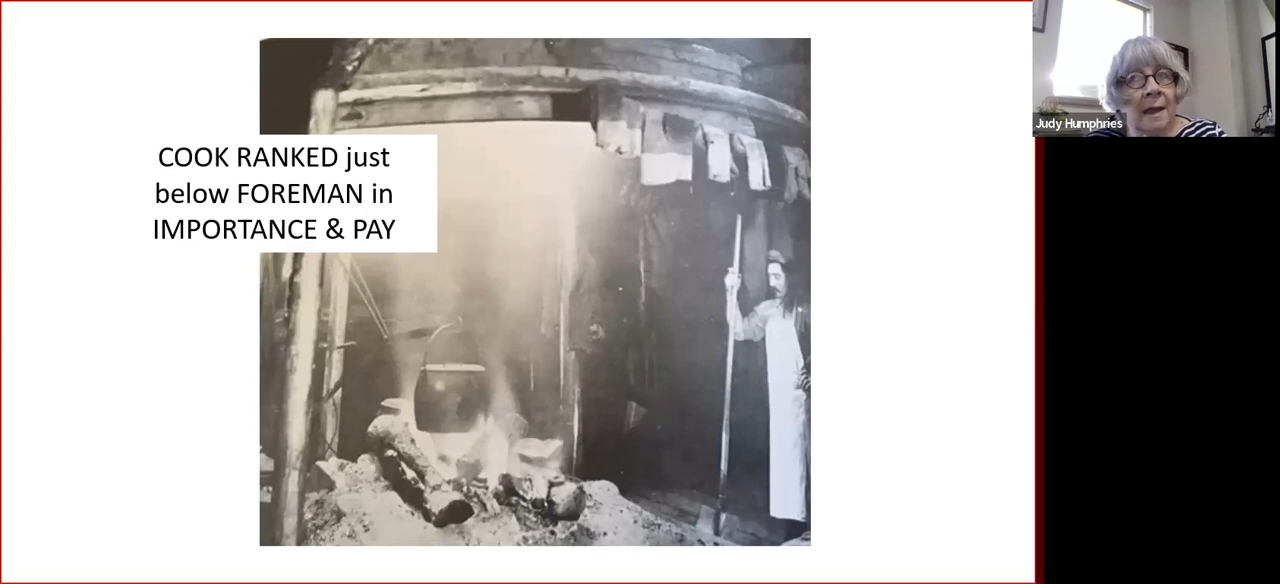 COOK RANKED just
below FOREMAN in
IMPORTANCE & PAY
Judy Humphries